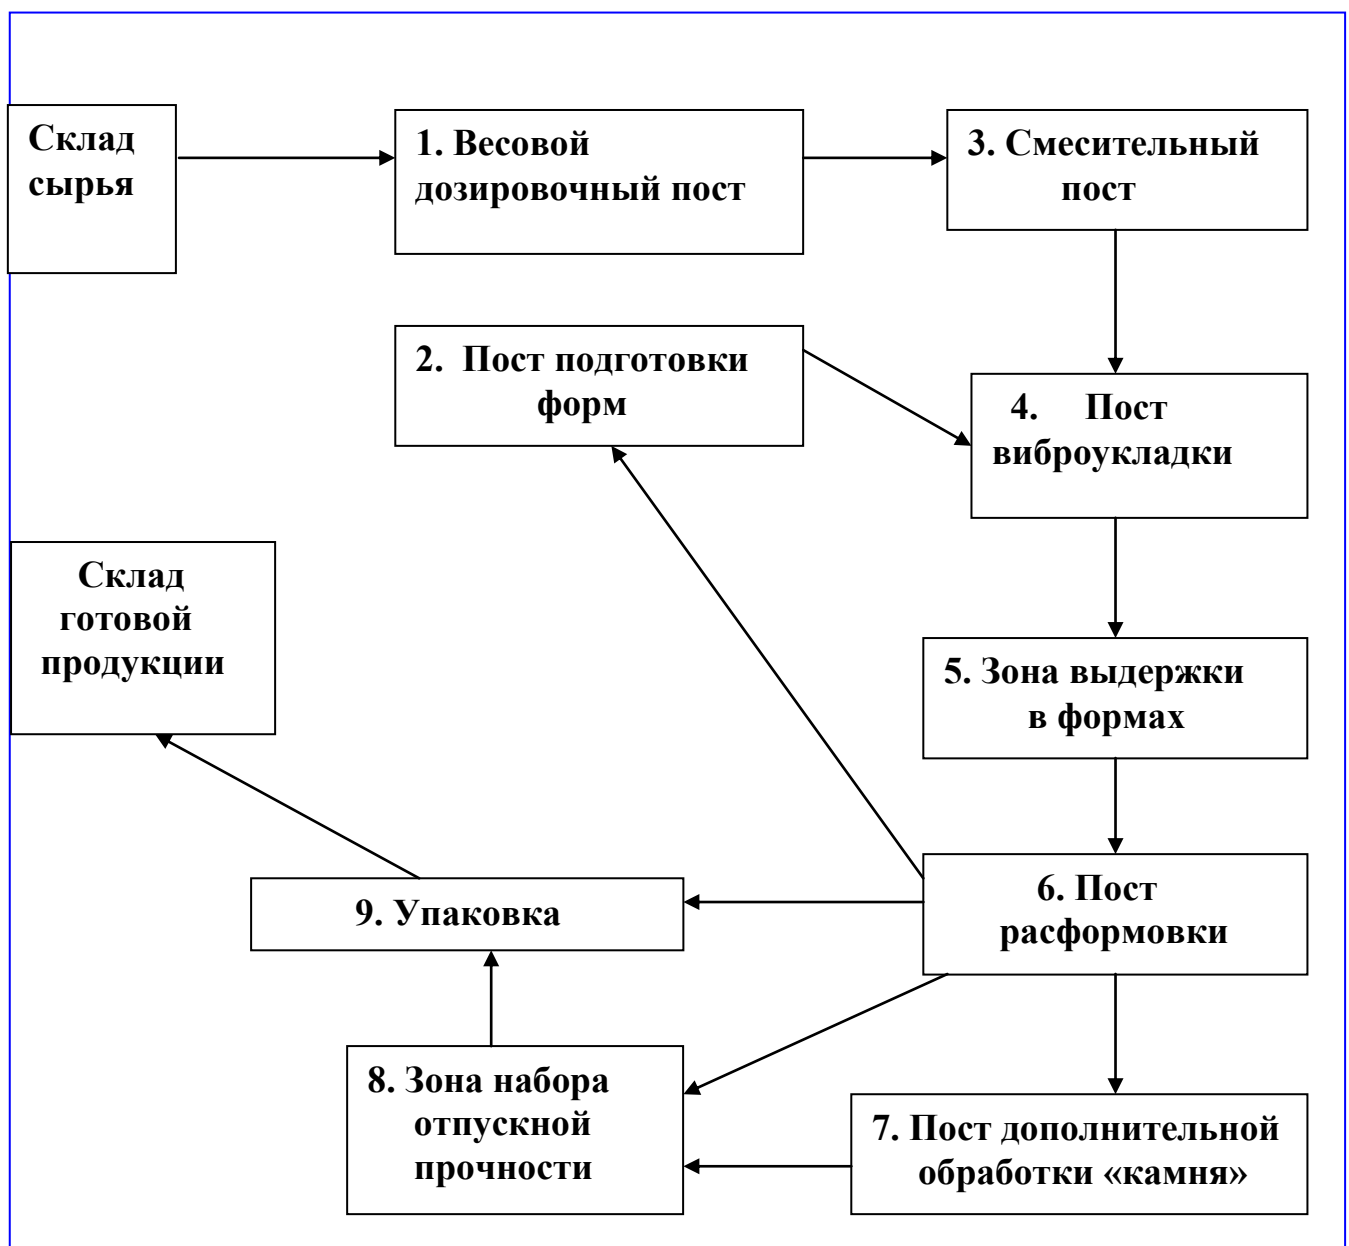 Склад
сырья
1. Весовой
дозировочный пост
3. Смесительный
пост
2. Пост подготовки
форм
4. Пост
виброукладки
Склад
готовой
продукции
5. Зона выдержки
в формах
6. Пост
расформовки
9. Упаковка
8. Зона набора
отпускной
прочности
7. Пост дополнительной
обработки «камня»